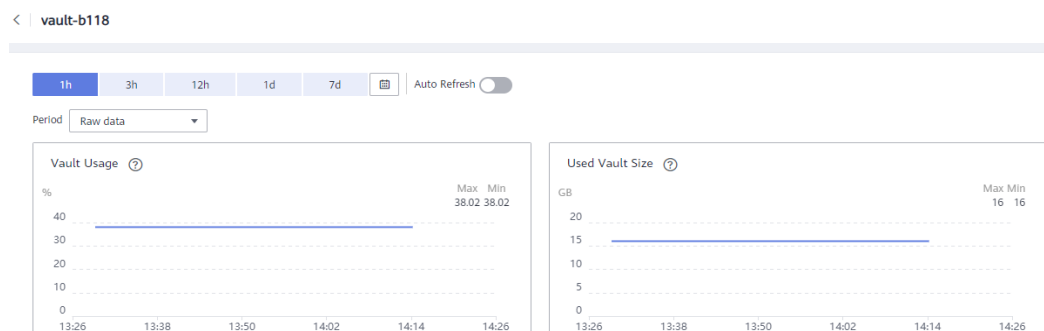 vault-b118
1h 3h 12h 1d 7d Auto Refresh
Period Raw data
Vault Usage ?
% Max Min
38.02 38.02
40
30
20
10
0
13:26 13:38 13:50 14:02 14:14 14:26
Used Vault Size ?
GB Max Min
16 16
20
15
10
5
0
13:26 13:38 13:50 14:02 14:14 14:26